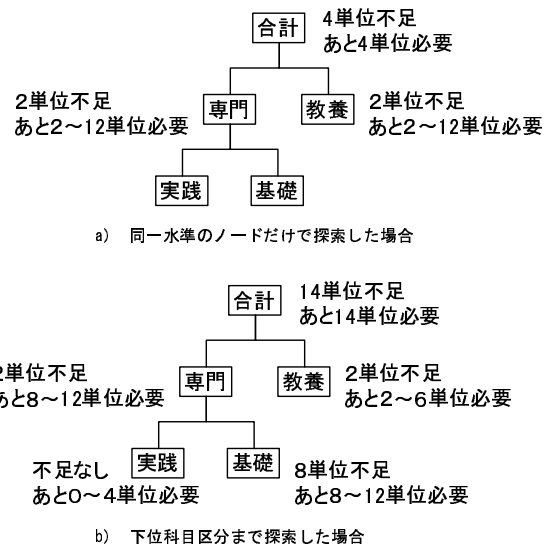 合計
4単位不足
あと4単位必要
2単位不足
あと2～12単位必要
専門
教養
2単位不足
あと2～12単位必要
実践
基礎
a) 同一水準のノードだけで探索した場合
合計
14単位不足
あと14単位必要
2単位不足
あと8～12単位必要
専門
教養
2単位不足
あと2～6単位必要
不足なし
あと0～4単位必要
実践
基礎
8単位不足
あと8～12単位必要
b) 下位科目区分まで探索した場合